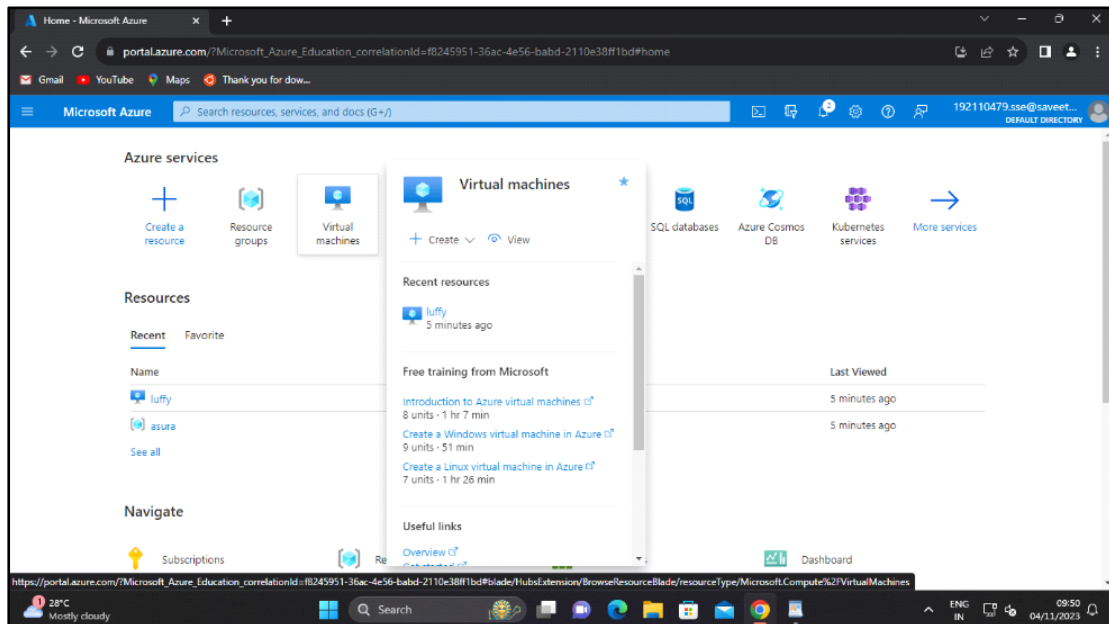 Home - Microsoft Azure
portal.azure.com/?Microsoft_Azure_Education_correlationId=f8245951-36ac-4e56-babd-2110e38ff1bd#home
Gmail YouTube Maps Thank you for dow...
Microsoft Azure Search resources, services, and docs (G+/) 2 192110479.sse@saveet...
DEFAULT DIRECTORY
Azure services
Create a resource
Resource groups
Virtual machines
SQL
SQL databases
Azure Cosmos DB
Kubernetes services
More services
Virtual machines
Create View
Recent resources
luffy
5 minutes ago
Free training from Microsoft
Introduction to Azure virtual machines
8 units · 1 hr 7 min
Create a Windows virtual machine in Azure
9 units · 51 min
Create a Linux virtual machine in Azure
7 units · 1 hr 26 min
Useful links
Overview
Get started
Resources
Recent Favorite
Name Last Viewed
luffy 5 minutes ago
asura 5 minutes ago
See all
Navigate
Subscriptions Re Dashboard
https://portal.azure.com/?Microsoft_Azure_Education_correlationId=f8245951-36ac-4e56-babd-2110e38ff1bd#blade/HubsExtension/BrowseResourceBlade/resourceType/Microsoft.Compute%2FVirtualMachines
1 28°C
Mostly cloudy
Search
ENG
IN
09:50
04/11/2023